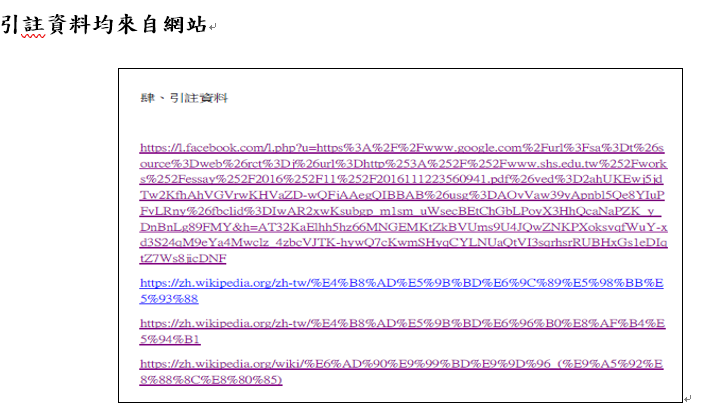 引註資料均來自網站
肆、引註資料
https://l.facebook.com/l.php?u=https%3A%2F%2Fwww.google.com%2Furl%3Fsa%3Dt%26s
ource%3Dweb%26rct%3Dj%26url%3Dhttp%253A%252F%252Fwww.shs.edu.tw%252Fwork
s%252Fessay%252F2016%252F11%252F2016111223560941.pdf%26ved%3D2ahUKEwj5jd
Tw2KfhAhVGVrwKHVaZD-wQFjAAegQIBBAB%26usg%3DAOvVaw39yApnbl5Qe8YIuP
FvLRny%26fbclid%3DIwAR2xwKsubgp_m1sm_uWsecBEtChGbLPoyX3HhQcaNaPZK_y_
DnBnLg89FMY&h=AT32KaElhh5hz66MNGEMKtZkBVUms9U4JQwZNKPXoksvqfWuY-x
d3S24qM9eYa4Mwclz_4zbcVJTK-hywQ7cKwmSHyqCYLNUaQtVI3sqrhsrRUBHxGs1eDIq
tZ7Ws8jicDNF
https://zh.wikipedia.org/zh-tw/%E4%B8%AD%E5%9B%BD%E6%9C%89%E5%98%BB%E
5%93%88
https://zh.wikipedia.org/zh-tw/%E4%B8%AD%E5%9B%BD%E6%96%B0%E8%AF%B4%E
5%94%B1
https://zh.wikipedia.org/wiki/%E6%AD%90%E9%99%BD%E9%9D%96_(%E9%A5%92%E
8%88%8C%E8%80%85)